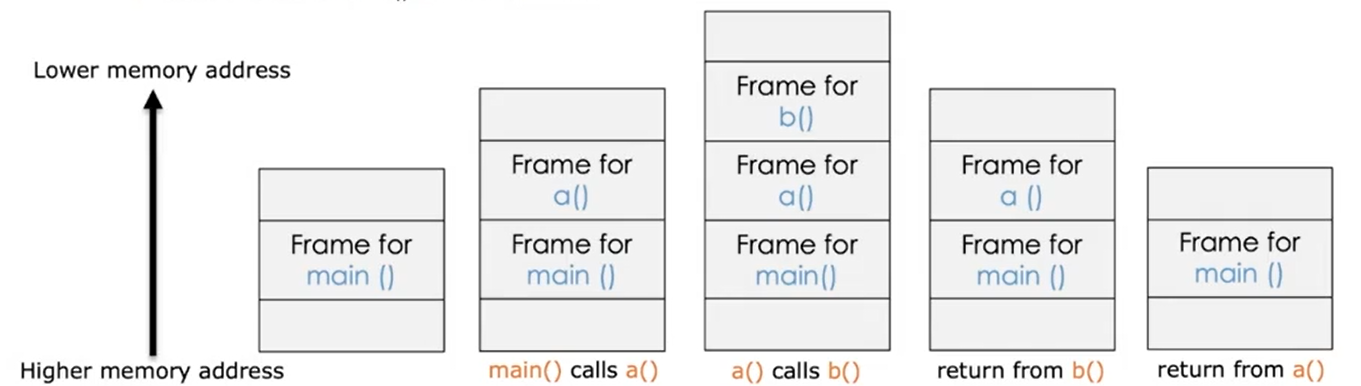 Lower memory address
Higher memory address
Frame for
main ()
Frame for
a()
Frame for
main ()
main() calls a()
Frame for
b()
Frame for
a()
Frame for
main()
a() calls b()
Frame for
a ()
Frame for
main ()
return from b()
Frame for
main ()
return from a()